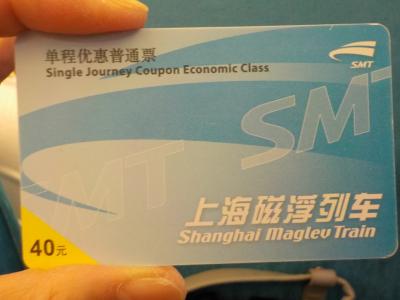 单程优惠普通票
Single Journey Coupon Economic Class
SMT
SMT
MT
上海磁浮列车
Shanghai Maglev Train
40元